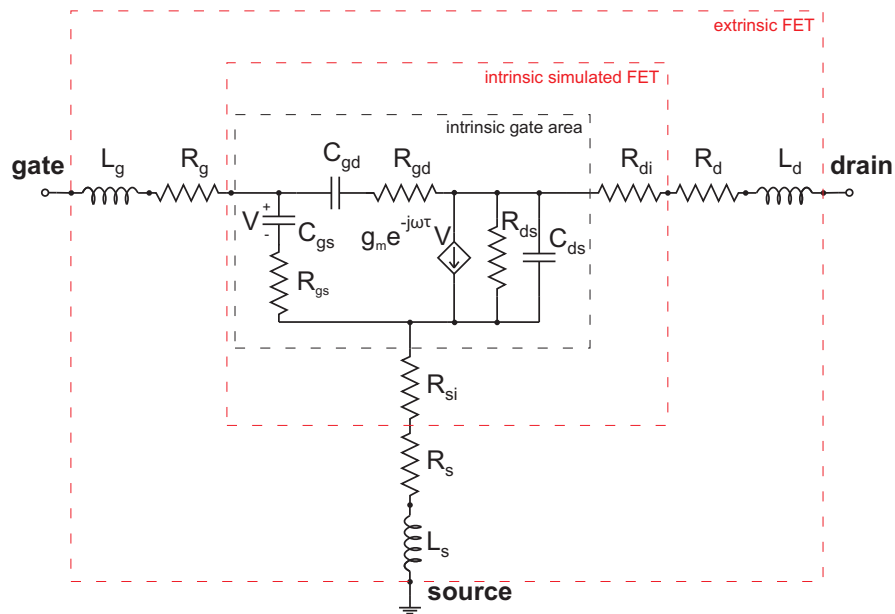 extrinsic FET
intrinsic simulated FET
intrinsic gate area
gate
L_g
R_g
C_gd
R_gd
R_di
R_d
L_d
drain
V
+
-
C_gs
g_m e^-jωτ V
R_ds
C_ds
R_gs
R_si
R_s
L_s
source